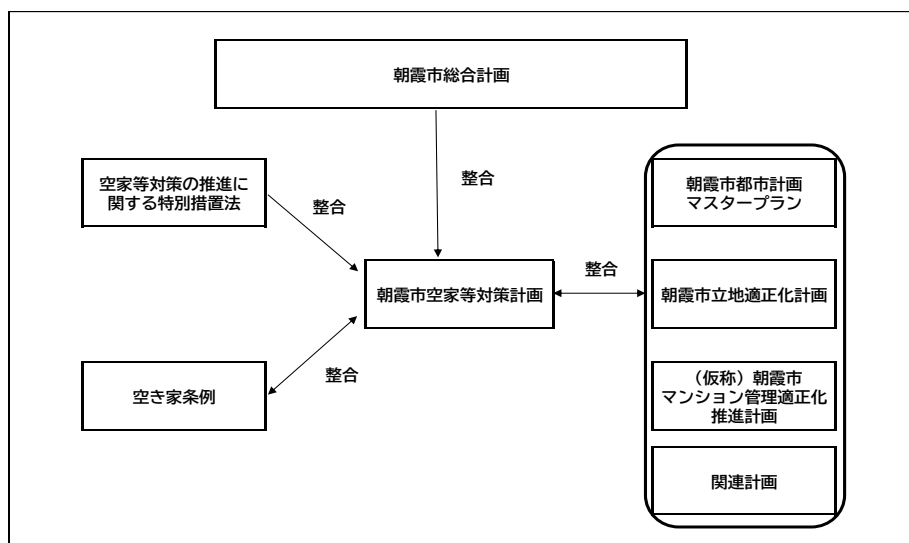 朝霞市総合計画
空家等対策の推進に
関する特別措置法
整合
整合
朝霞市都市計画
マスタープラン
朝霞市空家等対策計画
整合
朝霞市立地適正化計画
空き家条例
整合
（仮称）朝霞市
マンション管理適正化
推進計画
関連計画